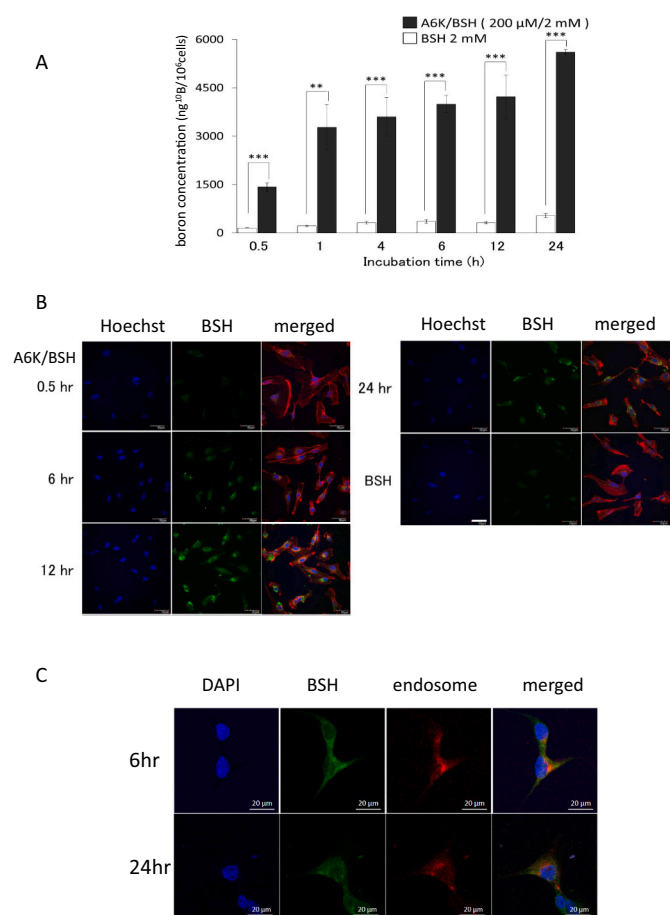 A
A6K/BSH ( 200 μM/2 mM )
BSH 2 mM
boron concentration (ng¹⁰B/10⁶cells)
6000
4500
3000
1500
0
***
**
***
***
***
***
0.5 1 4 6 12 24
Incubation time (h)
B
Hoechst BSH merged
A6K/BSH
0.5 hr
6 hr
12 hr
Hoechst BSH merged
24 hr
BSH
C
DAPI BSH endosome merged
6hr
20 μm 20 μm 20 μm 20 μm
24hr
20 μm 20 μm 20 μm 20 μm